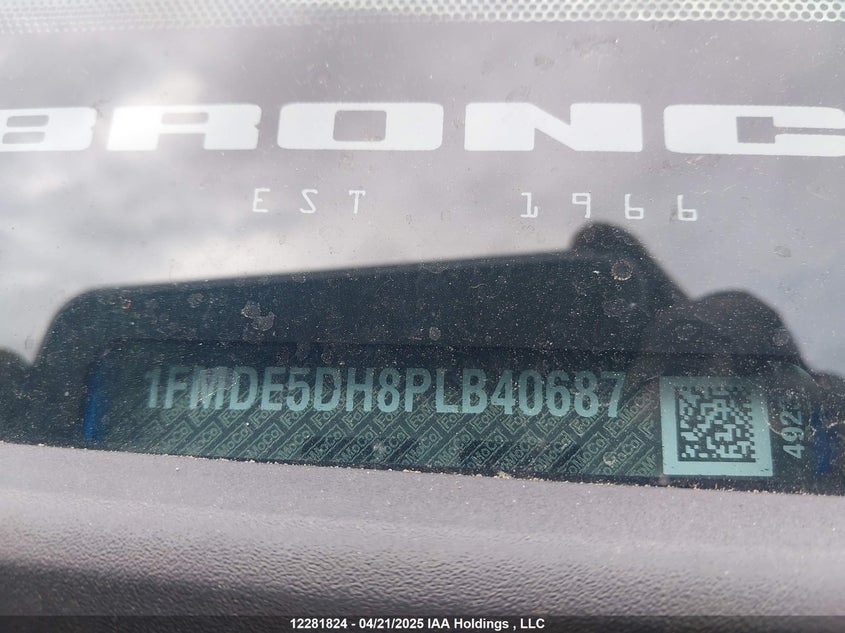 BRONC
EST 1966
1FMDE5DH8PLB40687
492
12281824 - 04/21/2025 IAA Holdings , LLC